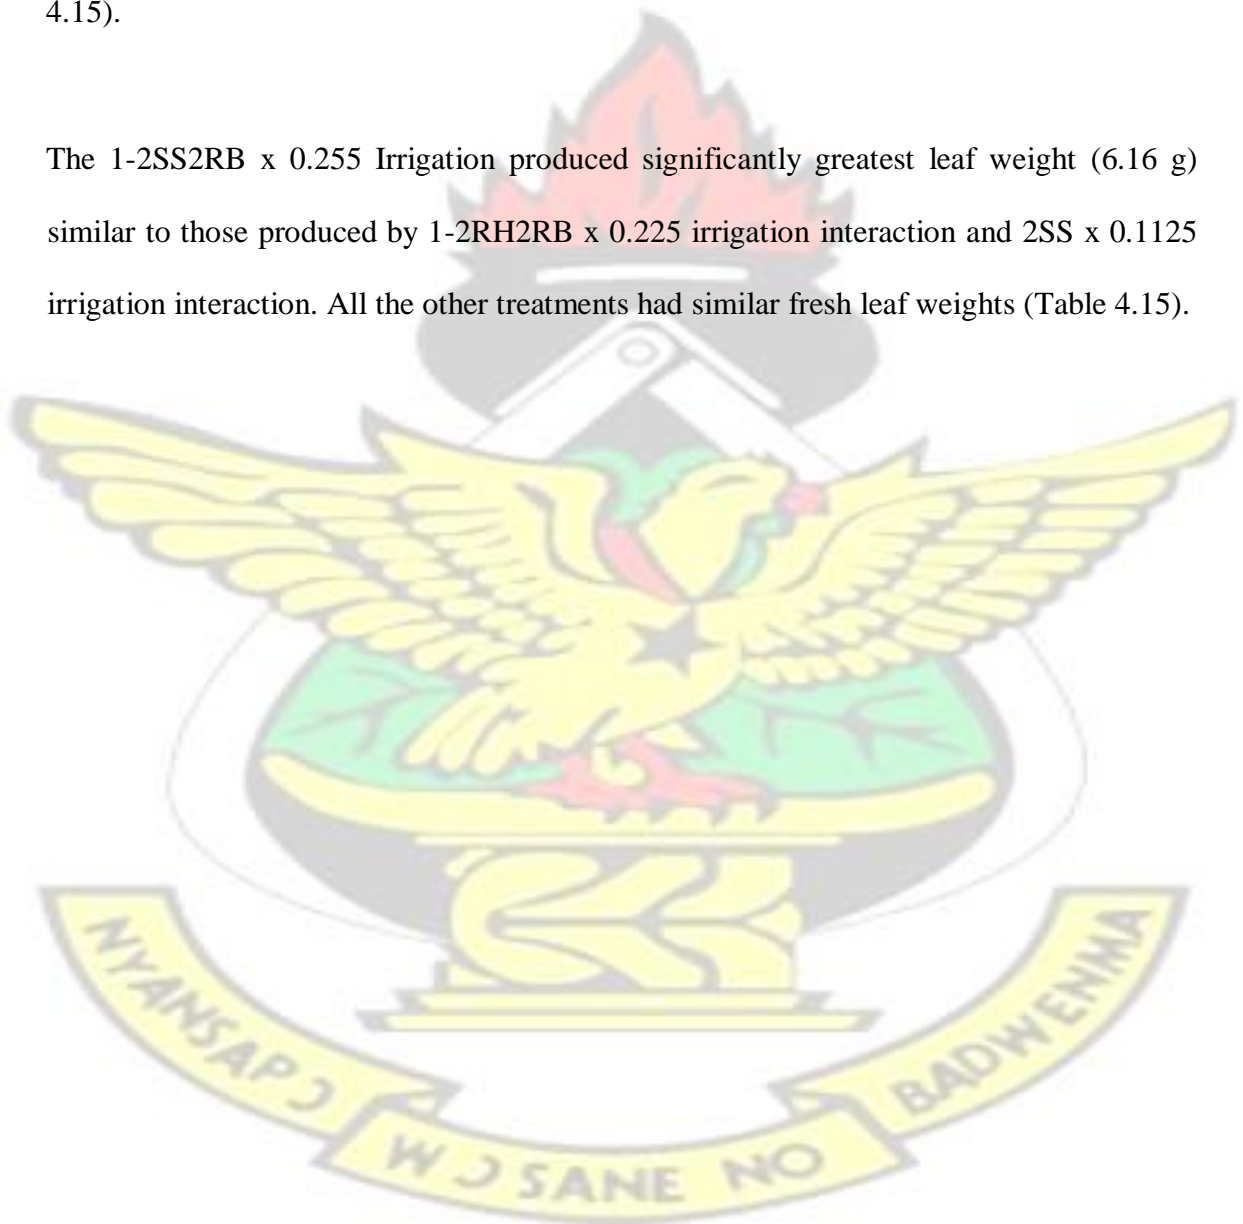 4.15).
The 1-2SS2RB x 0.255 Irrigation produced significantly greatest leaf weight (6.16 g)
similar to those produced by 1-2RH2RB x 0.225 irrigation interaction and 2SS x 0.1125
irrigation interaction. All the other treatments had similar fresh leaf weights (Table 4.15).
NYANSAPƆ
WƆ SANE NO
BADWENMA